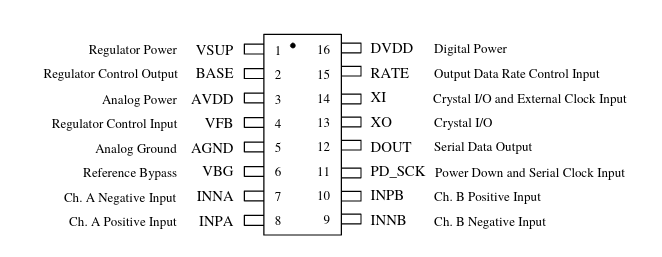 Regulator Power VSUP 1 16 DVDD Digital Power
Regulator Control Output BASE 2 15 RATE Output Data Rate Control Input
Analog Power AVDD 3 14 XI Crystal I/O and External Clock Input
Regulator Control Input VFB 4 13 XO Crystal I/O
Analog Ground AGND 5 12 DOUT Serial Data Output
Reference Bypass VBG 6 11 PD_SCK Power Down and Serial Clock Input
Ch. A Negative Input INNA 7 10 INPB Ch. B Positive Input
Ch. A Positive Input INPA 8 9 INNB Ch. B Negative Input